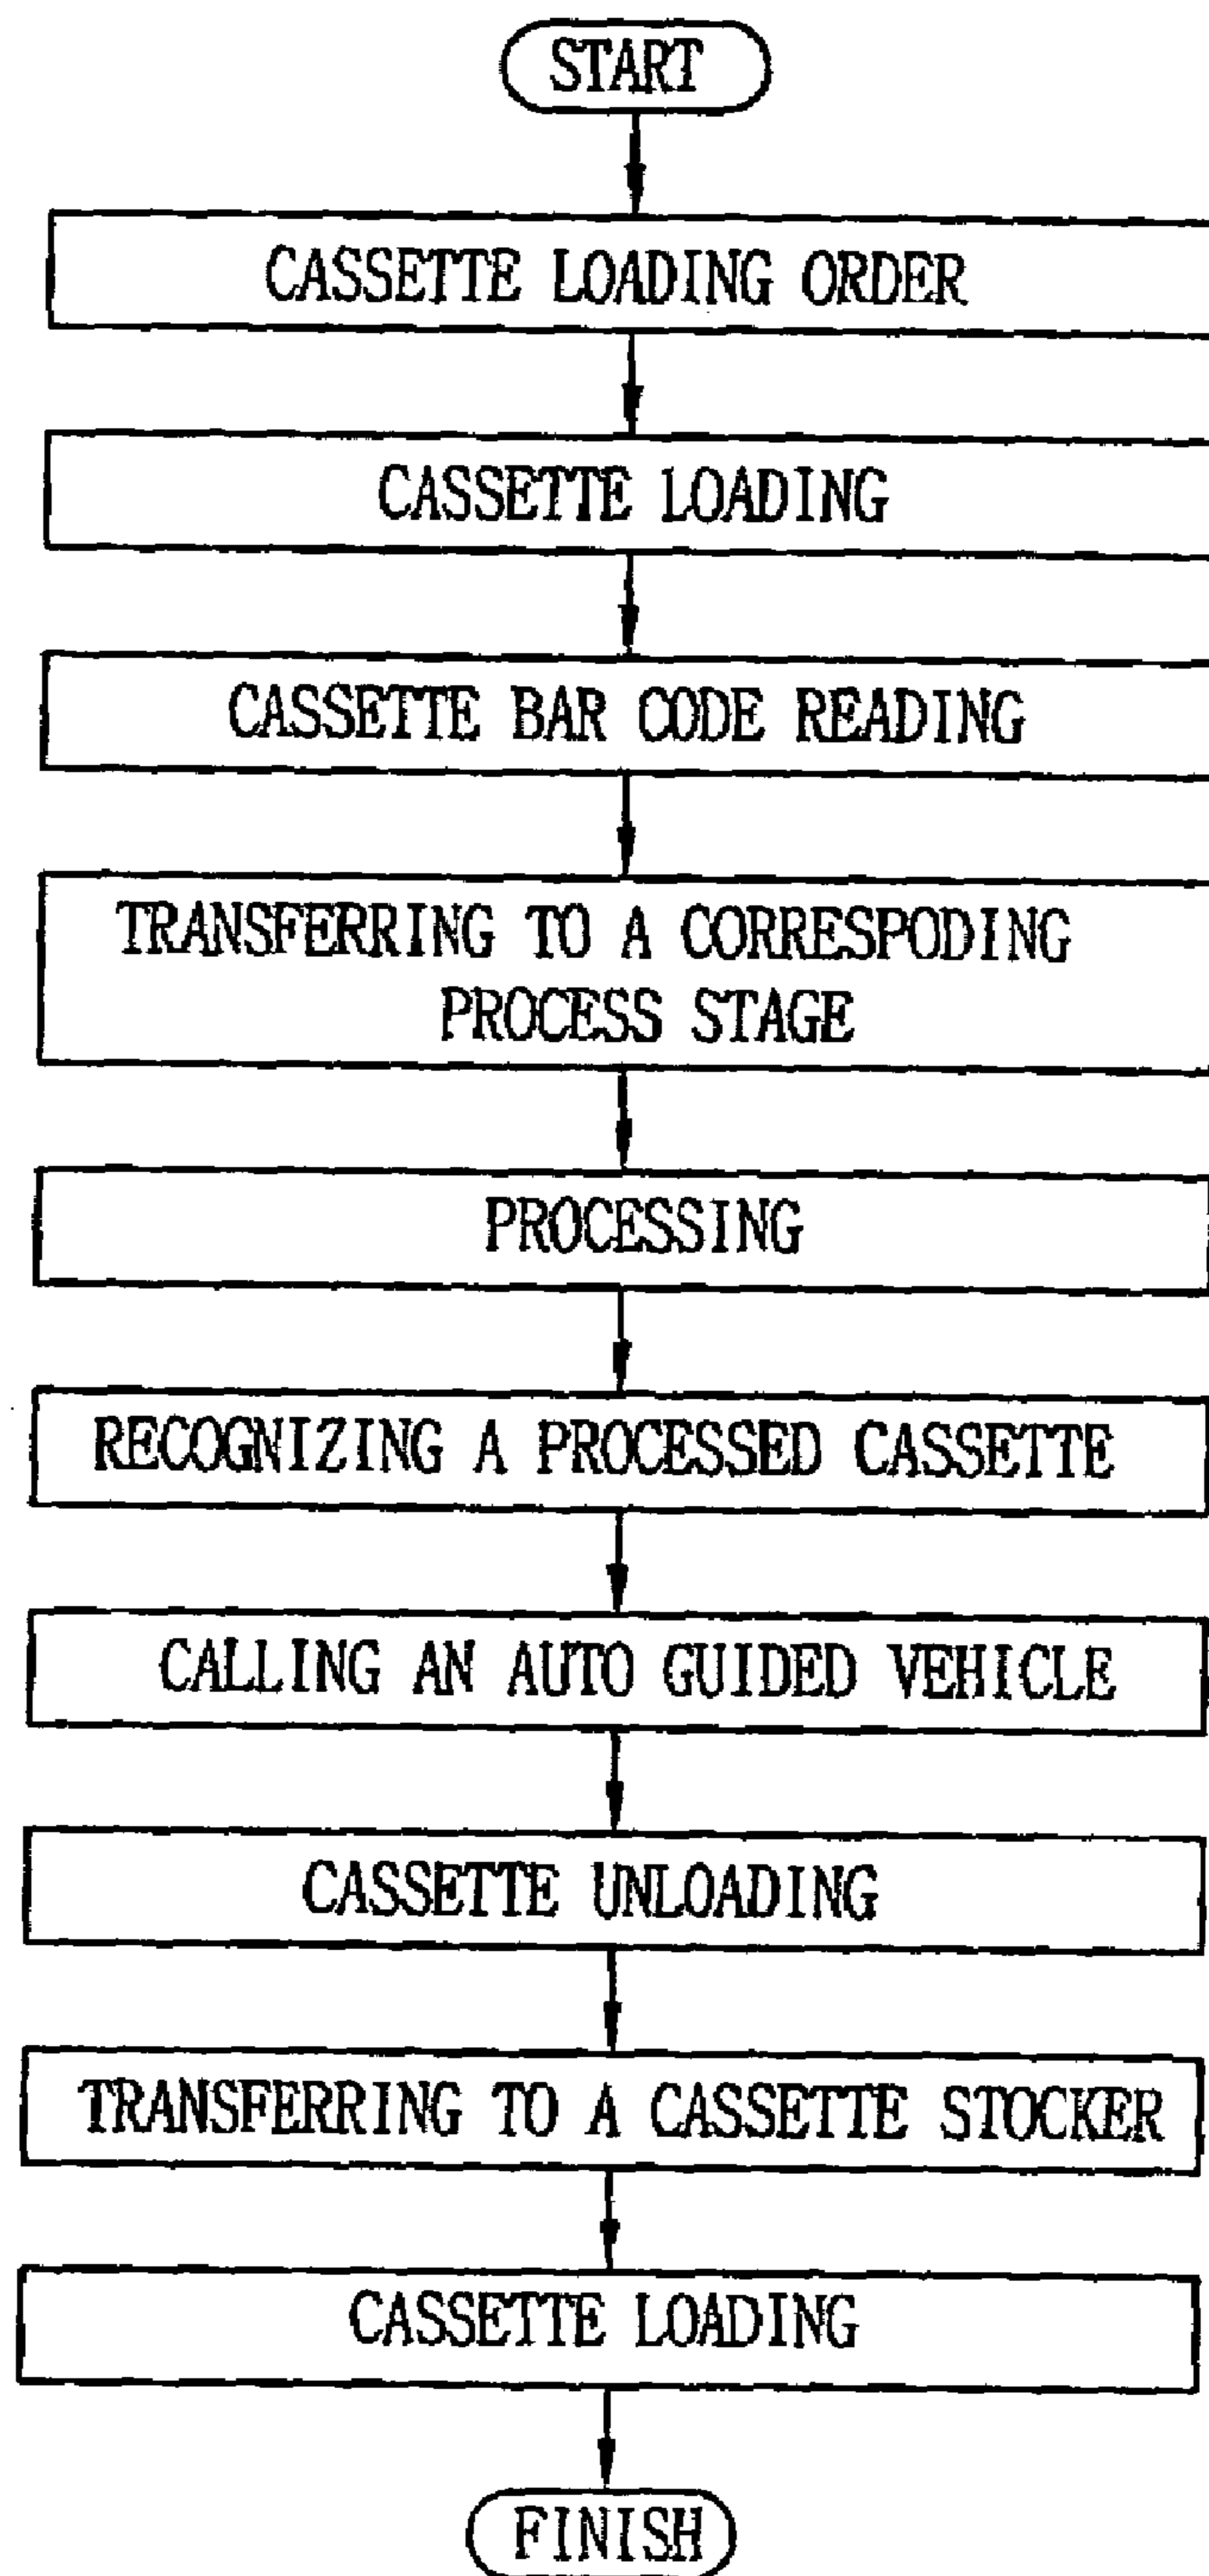 START
CASSETTE LOADING ORDER
CASSETTE LOADING
CASSETTE BAR CODE READING
TRANSFERRING TO A CORRESPODING
PROCESS STAGE
PROCESSING
RECOGNIZING A PROCESSED CASSETTE
CALLING AN AUTO GUIDED VEHICLE
CASSETTE UNLOADING
TRANSFERRING TO A CASSETTE STOCKER
CASSETTE LOADING
FINISH